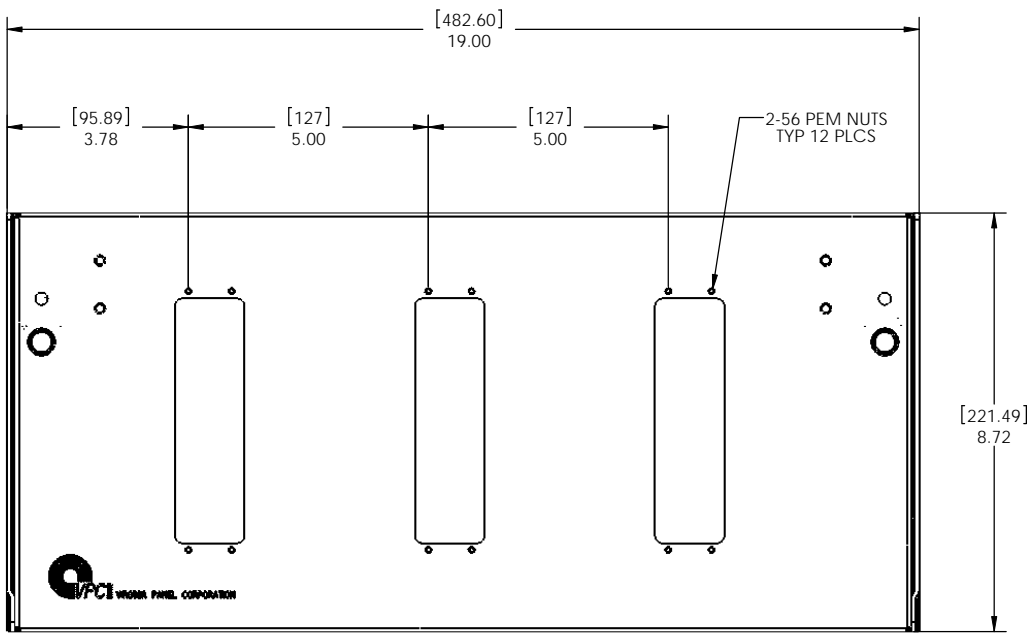 [482.60]
19.00
[95.89]
3.78
[127]
5.00
[127]
5.00
2-56 PEM NUTS
TYP 12 PLCS
[221.49]
8.72
VPC
VIRGINIA PANEL CORPORATION